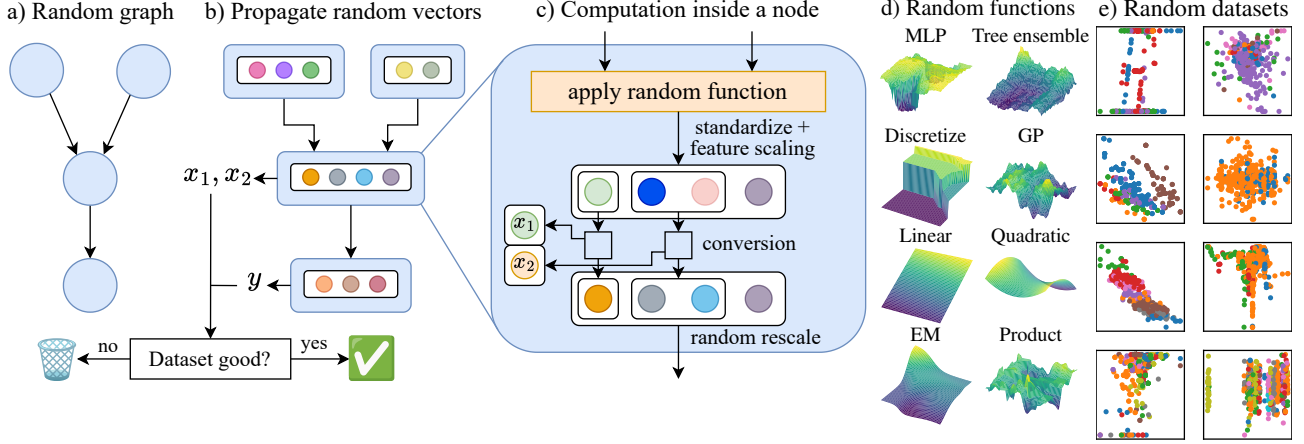 a) Random graph
b) Propagate random vectors
x₁, x₂
y
Dataset good?
no
yes
c) Computation inside a node
apply random function
standardize +
feature scaling
x₁
x₂
conversion
random rescale
d) Random functions
MLP
Tree ensemble
Discretize
GP
Linear
Quadratic
EM
Product
e) Random datasets